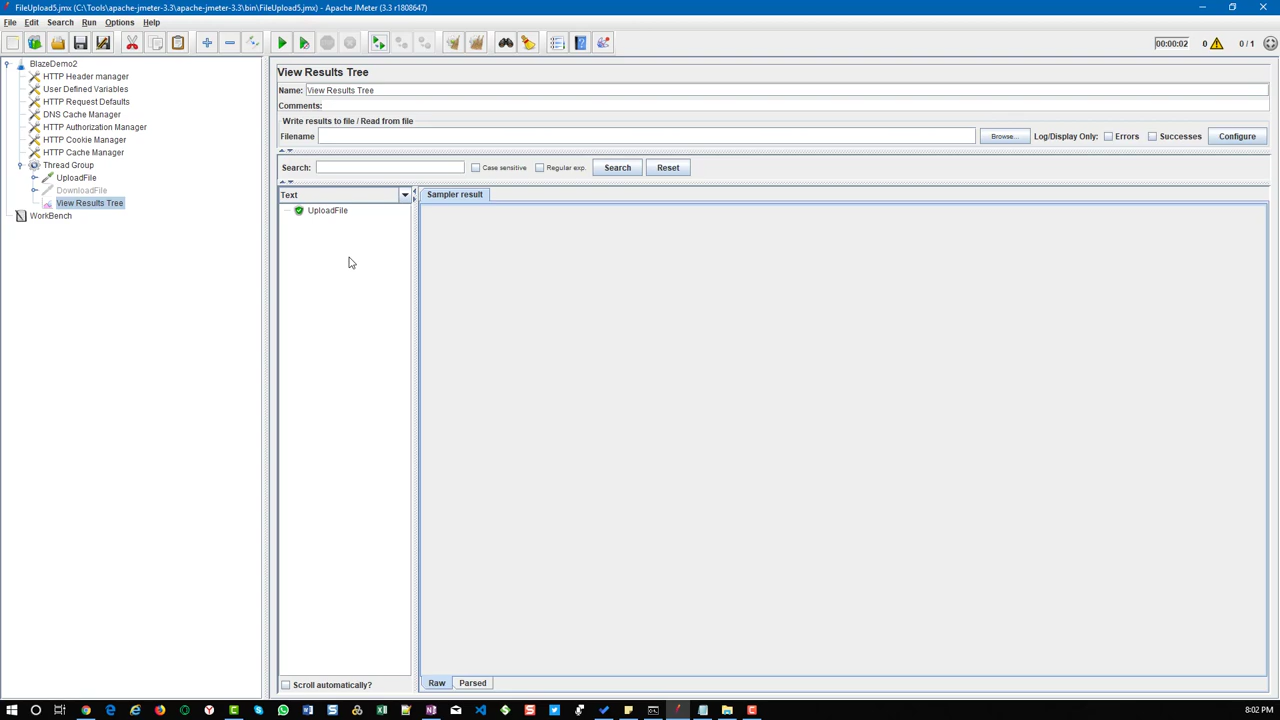 FileUpload5.jmx (C:\Tools\apache-jmeter-3.3\apache-jmeter-3.3\bin\FileUpload5.jmx) - Apache JMeter (3.3 r1808647)
File Edit Search Run Options Help
00:00:02 0 0 / 1
BlazeDemo2
HTTP Header manager
User Defined Variables
HTTP Request Defaults
DNS Cache Manager
HTTP Authorization Manager
HTTP Cookie Manager
HTTP Cache Manager
Thread Group
UploadFile
DownloadFile
View Results Tree
WorkBench
View Results Tree
Name: View Results Tree
Comments:
Write results to file / Read from file
Filename Browse... Log/Display Only: Errors Successes Configure
Search: Case sensitive Regular exp. Search Reset
Text
UploadFile
Scroll automatically?
Sampler result
Raw Parsed
8:02 PM